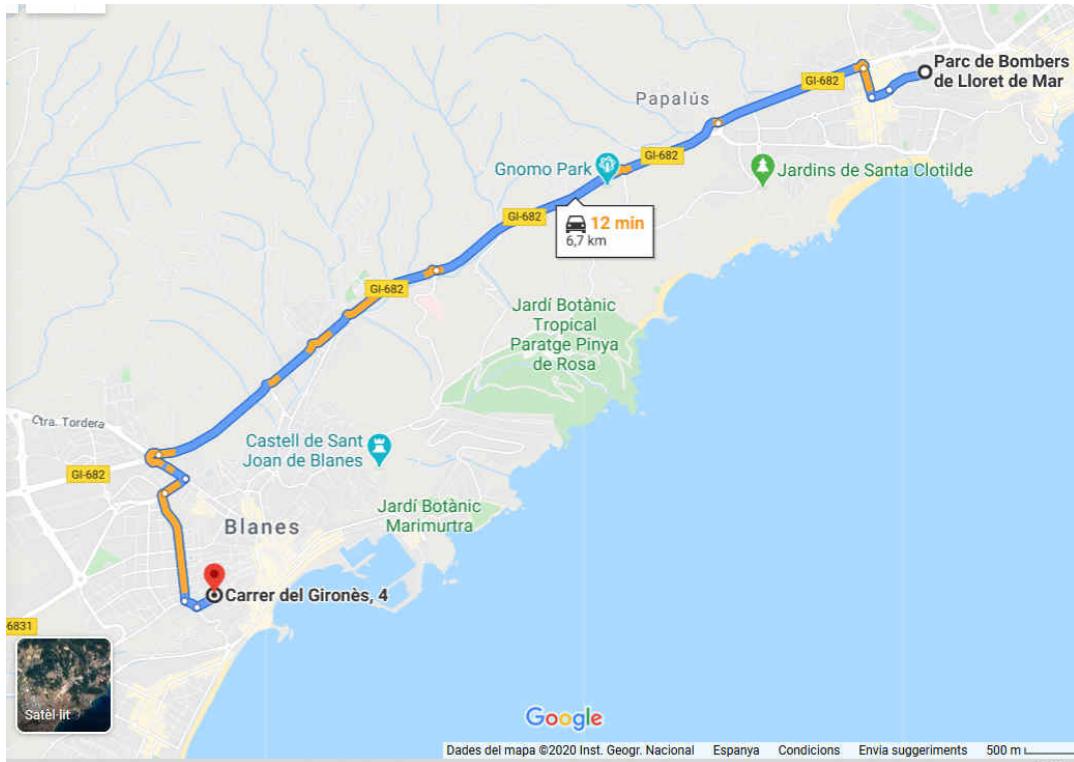 Parc de Bombers
de Lloret de Mar
GI-682
Papalús
GI-682
Gnomo Park
Jardins de Santa Clotilde
GI-682
12 min
6,7 km
GI-682
Jardí Botànic
Tropical
Paratge Pinya
de Rosa
Ctra. Tordera
Castell de Sant
Joan de Blanes
GI-682
Jardí Botànic
Marimurtra
Blanes
Carrer del Gironès, 4
-6831
Satèl·lit
Google
Dades del mapa ©2020 Inst. Geogr. Nacional Espanya Condicions Envia suggeriments 500 m